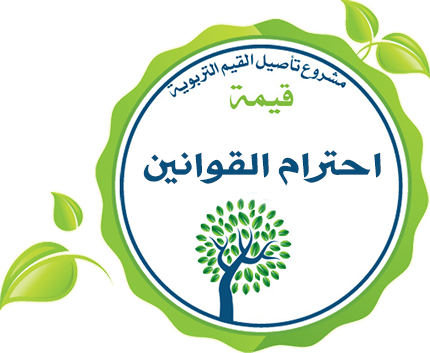 مشروع تأصيل القيم التربوية
قيمة
احترام القوانين